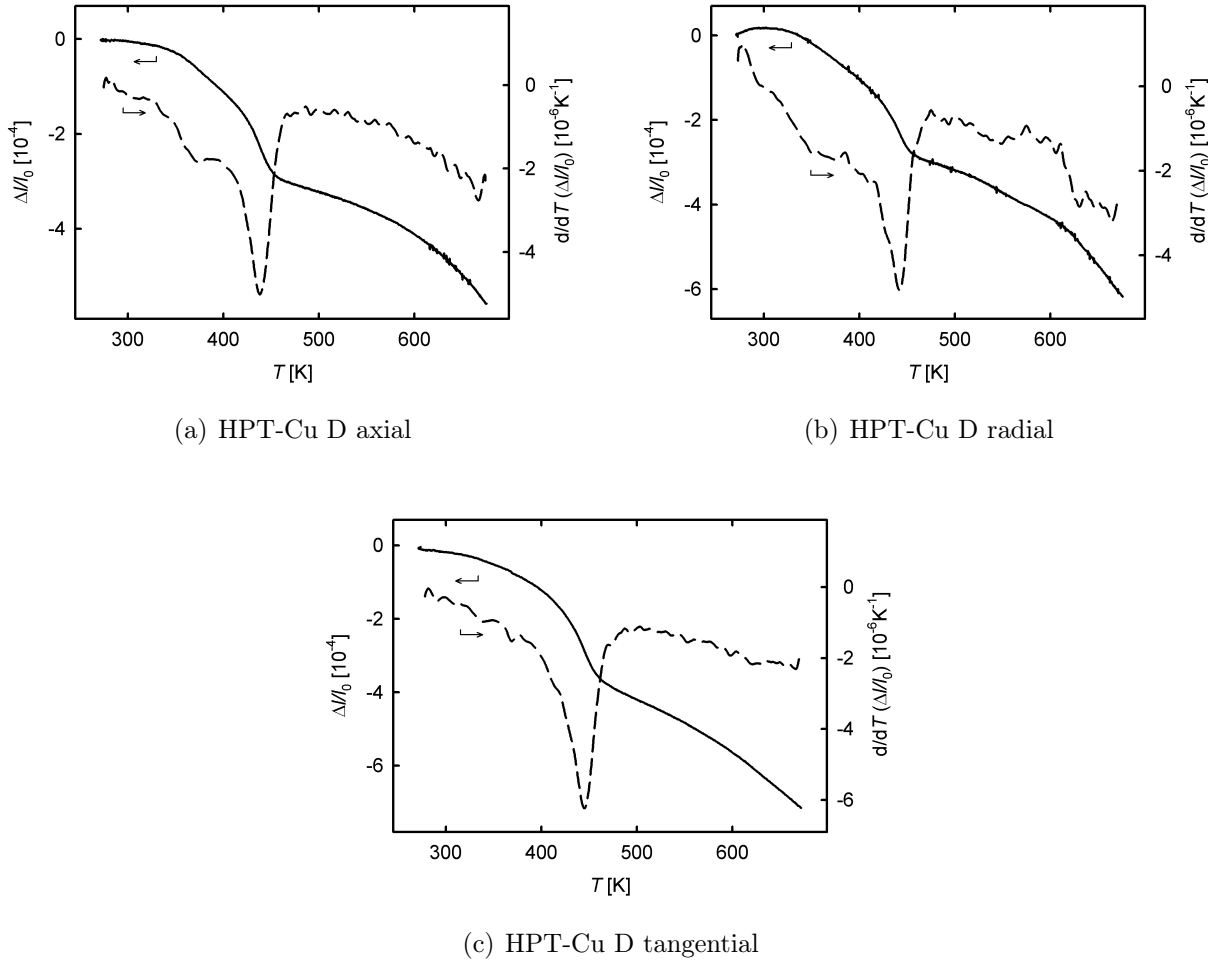 0
-2
-4
Δl/l0 [10-4]
0
-2
-4
d/dT (Δl/l0) [10-6K-1]
300 400 500 600
T [K]
(a) HPT-Cu D axial
0
-2
-4
-6
Δl/l0 [10-4]
0
-2
-4
d/dT (Δl/l0) [10-6K-1]
300 400 500 600
T [K]
(b) HPT-Cu D radial
0
-2
-4
-6
Δl/l0 [10-4]
0
-2
-4
-6
d/dT (Δl/l0) [10-6K-1]
300 400 500 600
T [K]
(c) HPT-Cu D tangential